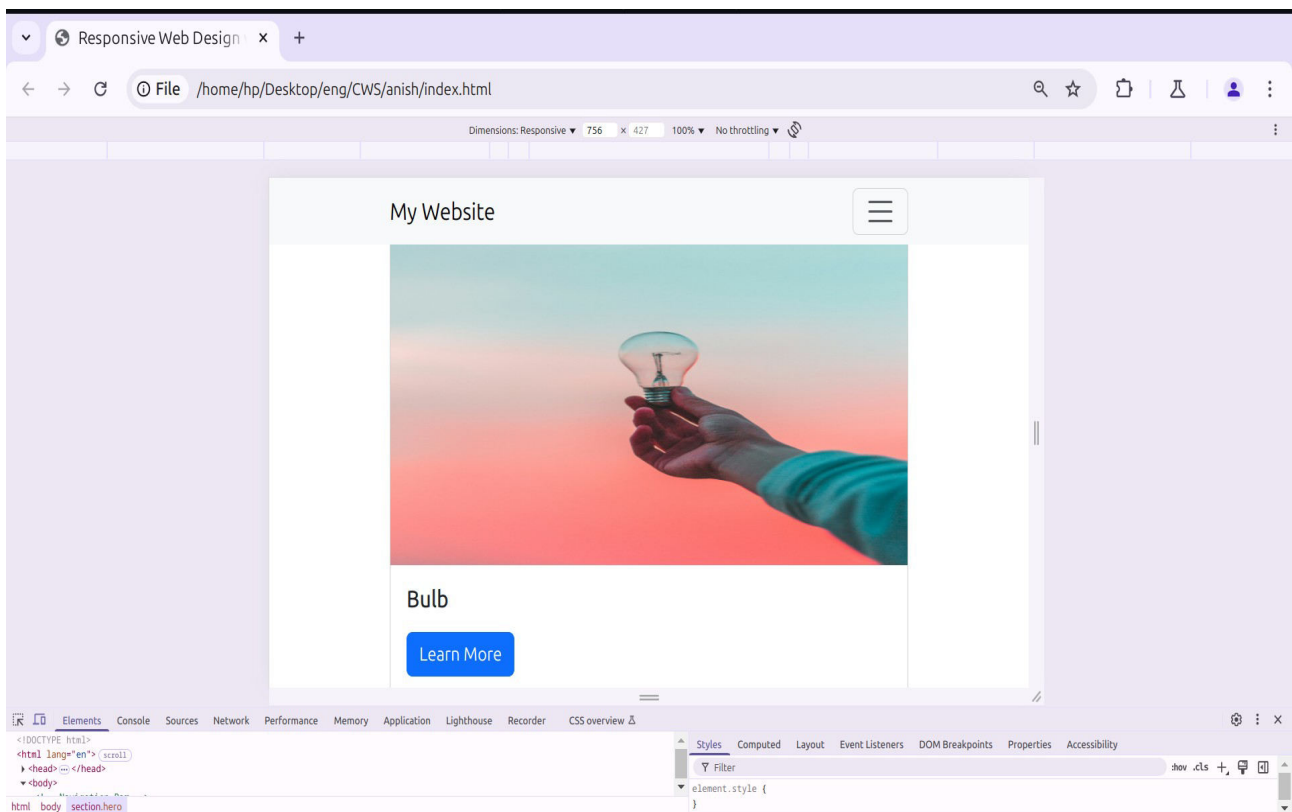 Responsive Web Design
File /home/hp/Desktop/eng/CWS/anish/index.html
Dimensions: Responsive 756 × 427 100% No throttling
My Website
Bulb
Learn More
Elements Console Sources Network Performance Memory Application Lighthouse Recorder CSS overview
<!DOCTYPE html>
<html lang="en"> scroll
<head> … </head>
<body>
html body section.hero
Styles Computed Layout Event Listeners DOM Breakpoints Properties Accessibility
Filter :hov .cls
element.style {
}